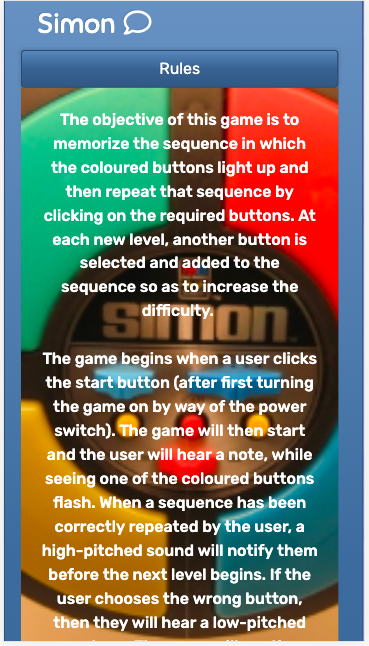 Simon
Rules
The objective of this game is to
memorize the sequence in which
the coloured buttons light up and
then repeat that sequence by
clicking on the required buttons. At
each new level, another button is
selected and added to the
sequence so as to increase the
difficulty.
simon
The game begins when a user clicks
the start button (after first turning
the game on by way of the power
switch). The game will then start
and the user will hear a note, while
seeing one of the coloured buttons
flash. When a sequence has been
correctly repeated by the user, a
high-pitched sound will notify them
before the next level begins. If the
user chooses the wrong button,
then they will hear a low-pitched